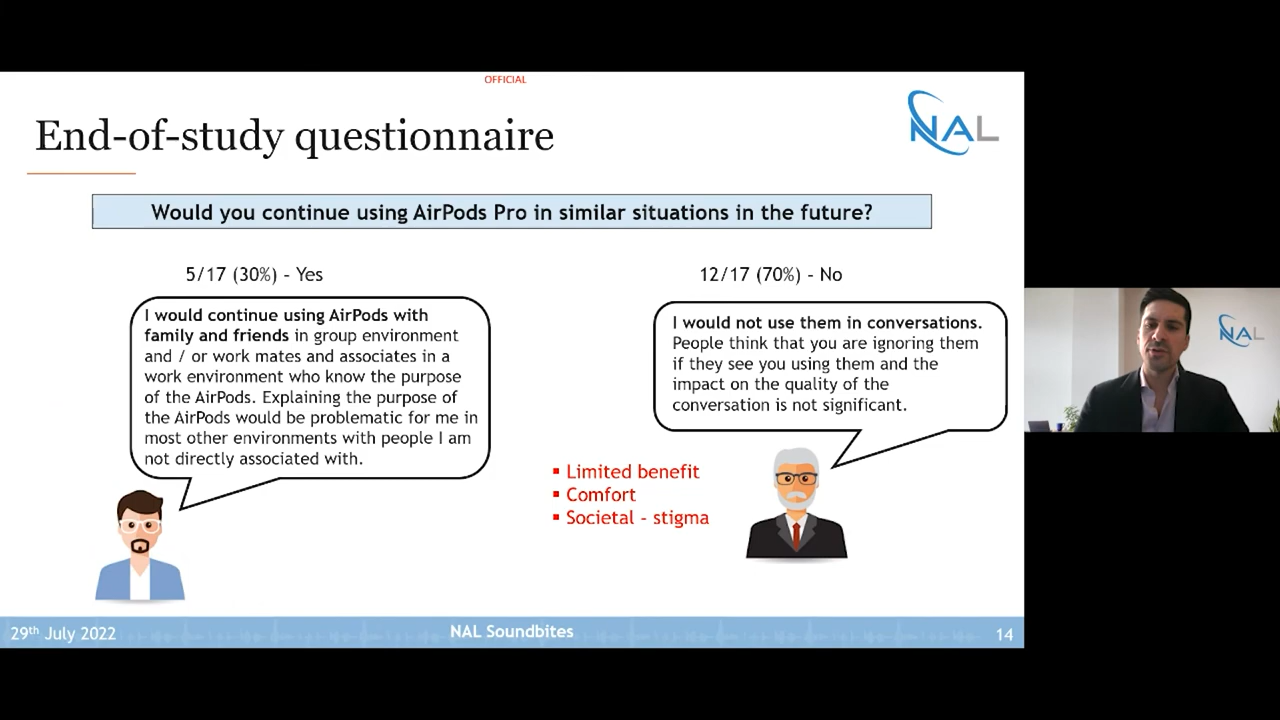 OFFICIAL
NAL
End-of-study questionnaire
Would you continue using AirPods Pro in similar situations in the future?
5/17 (30%) - Yes
I would continue using AirPods with
family and friends in group environment
and / or work mates and associates in a
work environment who know the purpose
of the AirPods. Explaining the purpose of
the AirPods would be problematic for me in
most other environments with people I am
not directly associated with.
12/17 (70%) - No
I would not use them in conversations.
People think that you are ignoring them
if they see you using them and the
impact on the quality of the
conversation is not significant.
▪ Limited benefit
▪ Comfort
▪ Societal - stigma
NAL
29th July 2022
NAL Soundbites
14